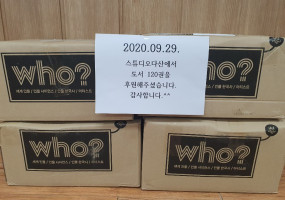 2020.09.29.
스튜디오다산에서
도서 120권을
후원해주셨습니다.
감사합니다.^^
who?
who?
who?
who?